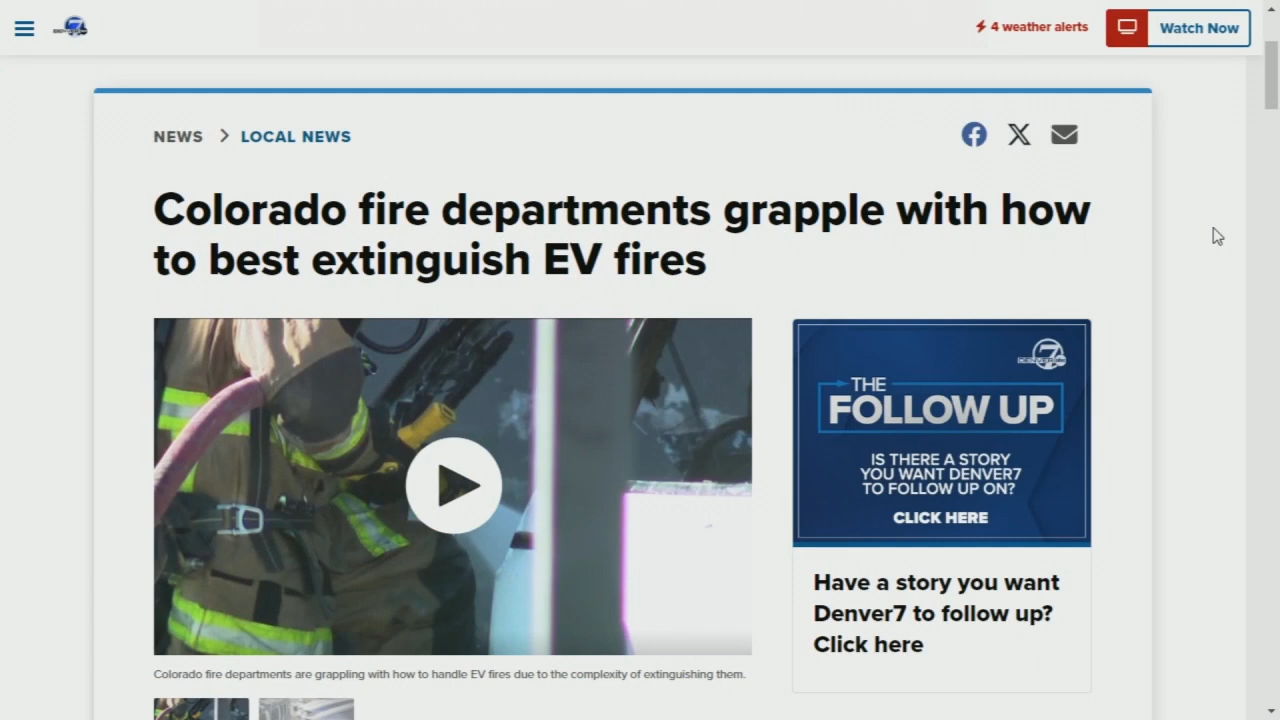 4 weather alerts
Watch Now
NEWS
LOCAL NEWS
Colorado fire departments grapple with how
to best extinguish EV fires
7
DENVER
THE
FOLLOW UP
IS THERE A STORY
YOU WANT DENVER7
TO FOLLOW UP ON?
CLICK HERE
Have a story you want
Denver7 to follow up?
Click here
Colorado fire departments are grappling with how to handle EV fires due to the complexity of extinguishing them.